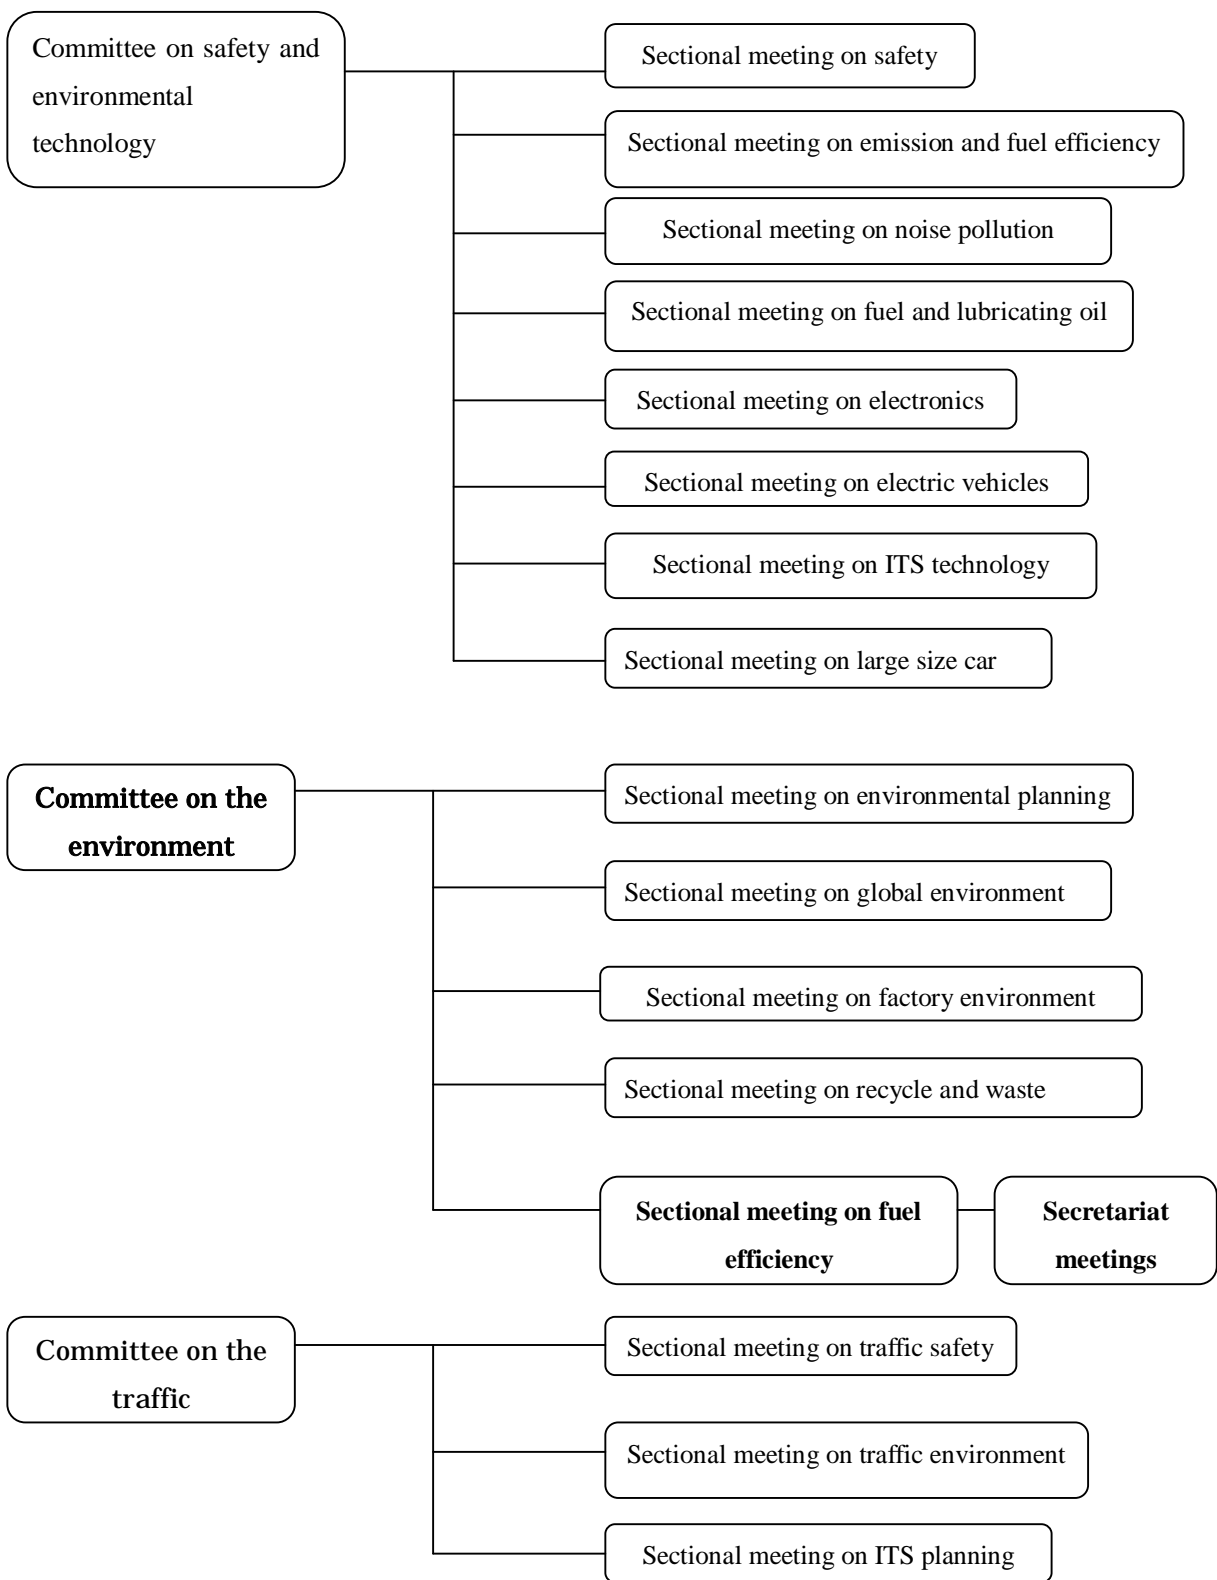 Committee on safety and
environmental
technology
Sectional meeting on safety
Sectional meeting on emission and fuel efficiency
Sectional meeting on noise pollution
Sectional meeting on fuel and lubricating oil
Sectional meeting on electronics
Sectional meeting on electric vehicles
Sectional meeting on ITS technology
Sectional meeting on large size car
Committee on the
environment
Sectional meeting on environmental planning
Sectional meeting on global environment
Sectional meeting on factory environment
Sectional meeting on recycle and waste
Sectional meeting on fuel
efficiency
Secretariat
meetings
Committee on the
traffic
Sectional meeting on traffic safety
Sectional meeting on traffic environment
Sectional meeting on ITS planning